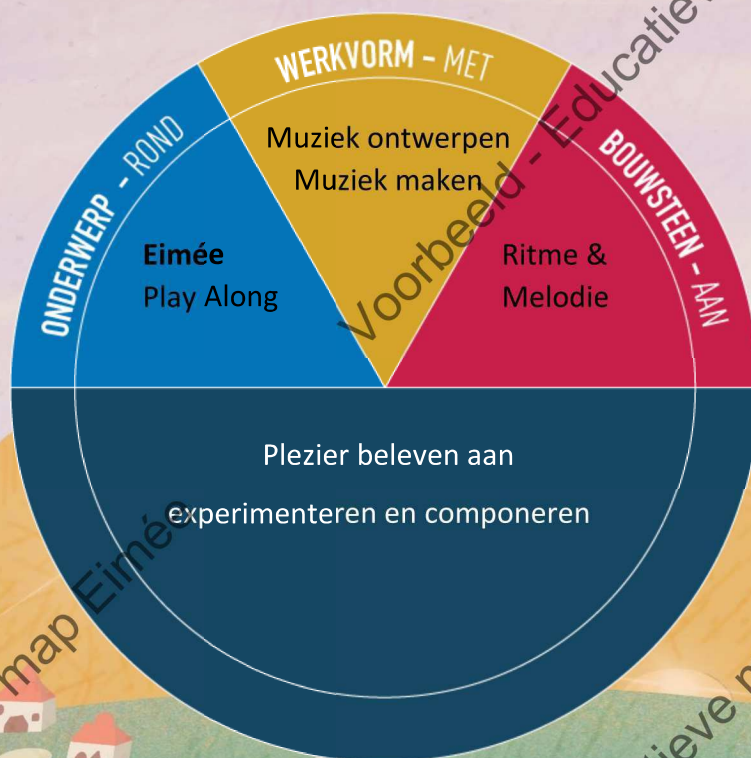 WERKVORM – MET
Muziek ontwerpen
Muziek maken
ONDERWERP - ROND
Eimée
Play Along
BOUWSTEEN – AAN
Ritme &
Melodie
Plezier beleven aan
experimenteren en componeren
Voorbeeld - Educatiev
map Eimée